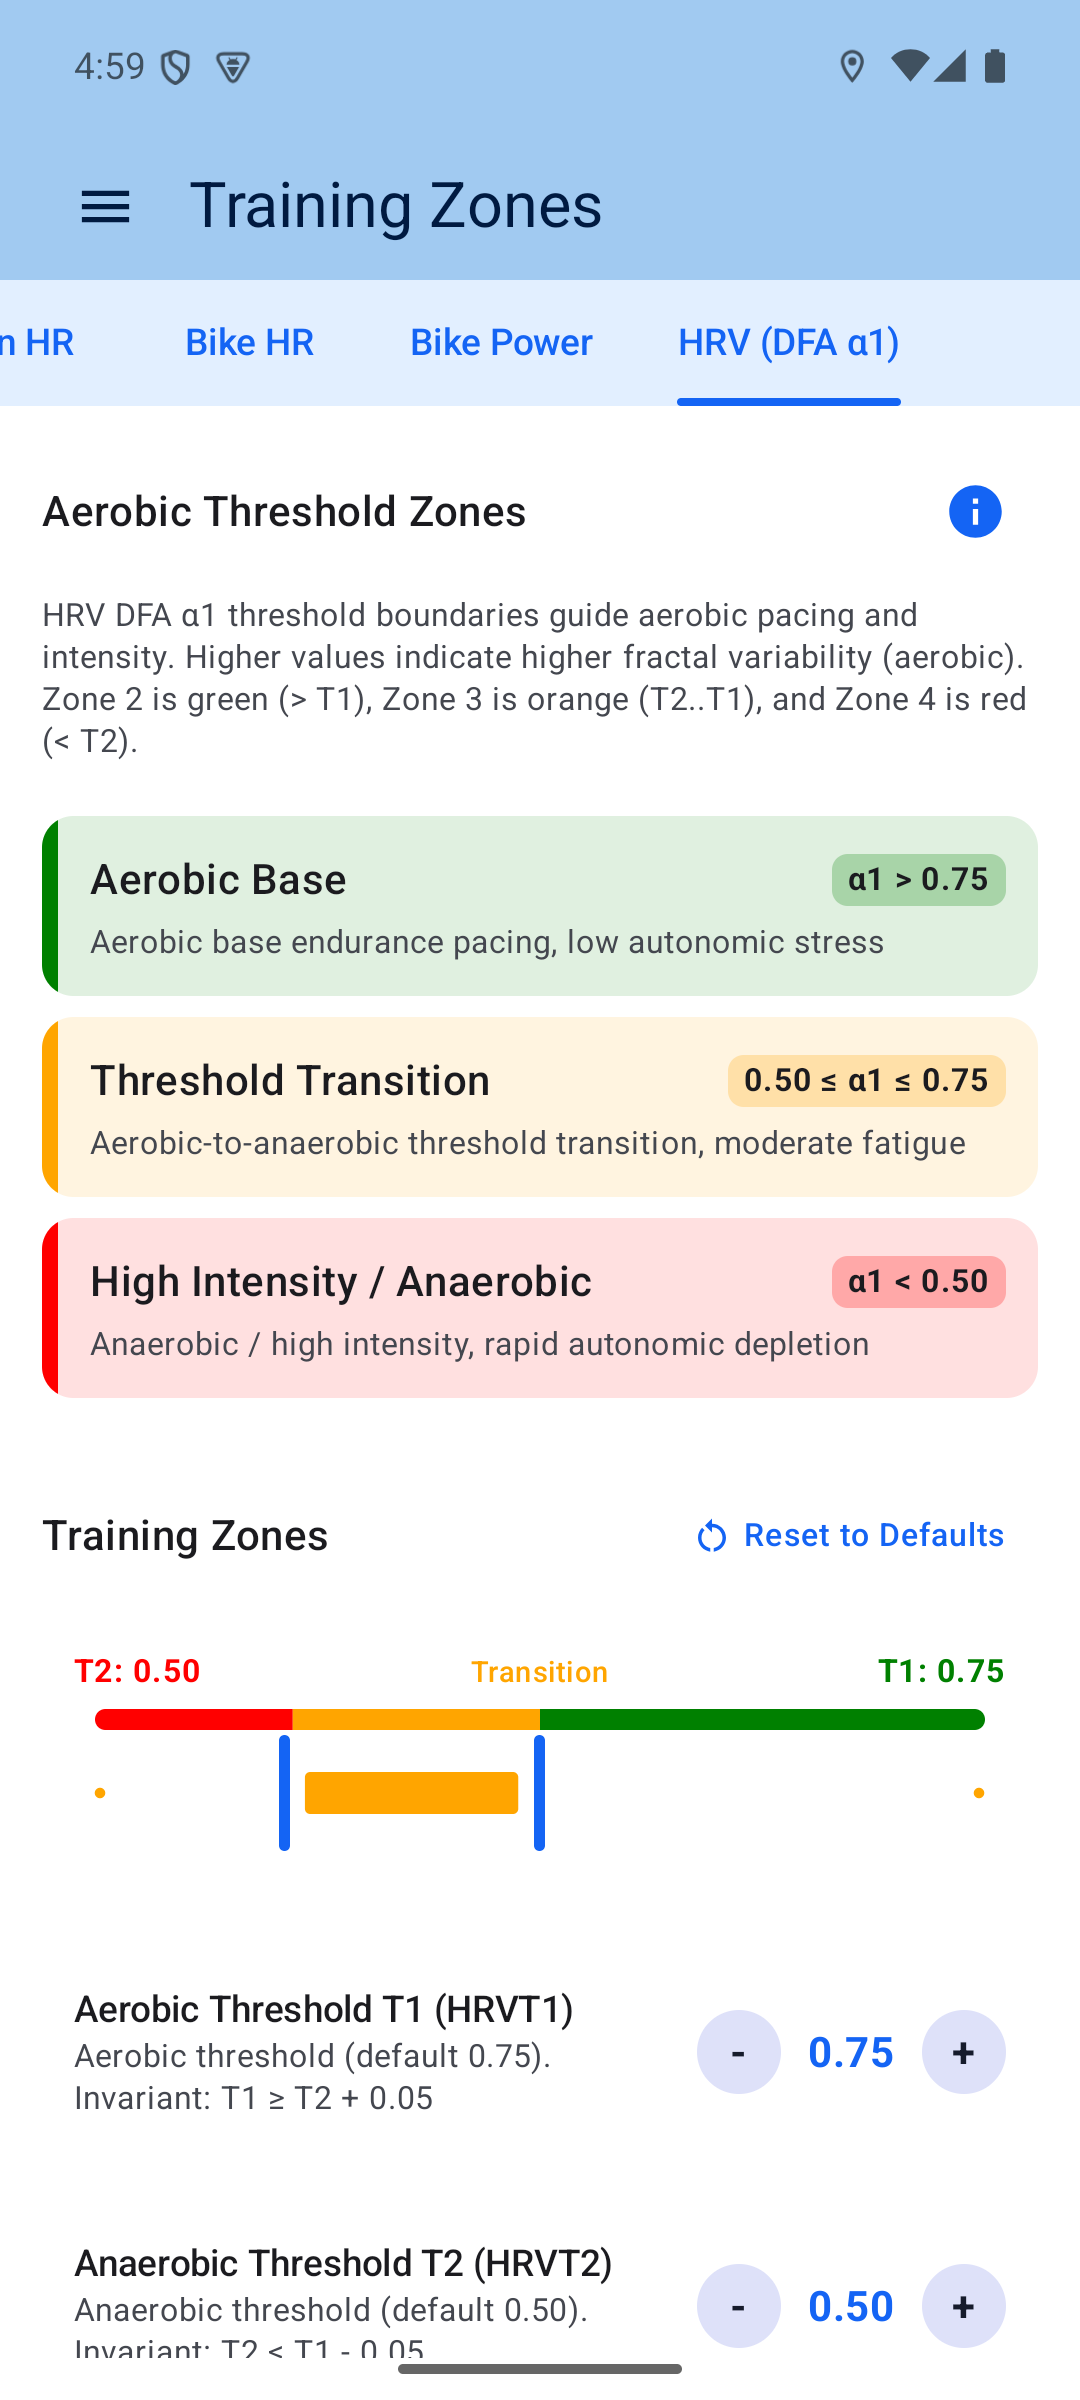 4:59
Training Zones
n HR
Bike HR
Bike Power
HRV (DFA α1)
Aerobic Threshold Zones
HRV DFA α1 threshold boundaries guide aerobic pacing and
intensity. Higher values indicate higher fractal variability (aerobic).
Zone 2 is green (> T1), Zone 3 is orange (T2..T1), and Zone 4 is red
(< T2).
Aerobic Base
α1 > 0.75
Aerobic base endurance pacing, low autonomic stress
Threshold Transition
0.50 ≤ α1 ≤ 0.75
Aerobic-to-anaerobic threshold transition, moderate fatigue
High Intensity / Anaerobic
α1 < 0.50
Anaerobic / high intensity, rapid autonomic depletion
Training Zones
Reset to Defaults
T2: 0.50
Transition
T1: 0.75
Aerobic Threshold T1 (HRVT1)
Aerobic threshold (default 0.75).
Invariant: T1 ≥ T2 + 0.05
-
0.75
+
Anaerobic Threshold T2 (HRVT2)
Anaerobic threshold (default 0.50).
-
0.50
+
Invariant: T2 ≤ T1 - 0.05